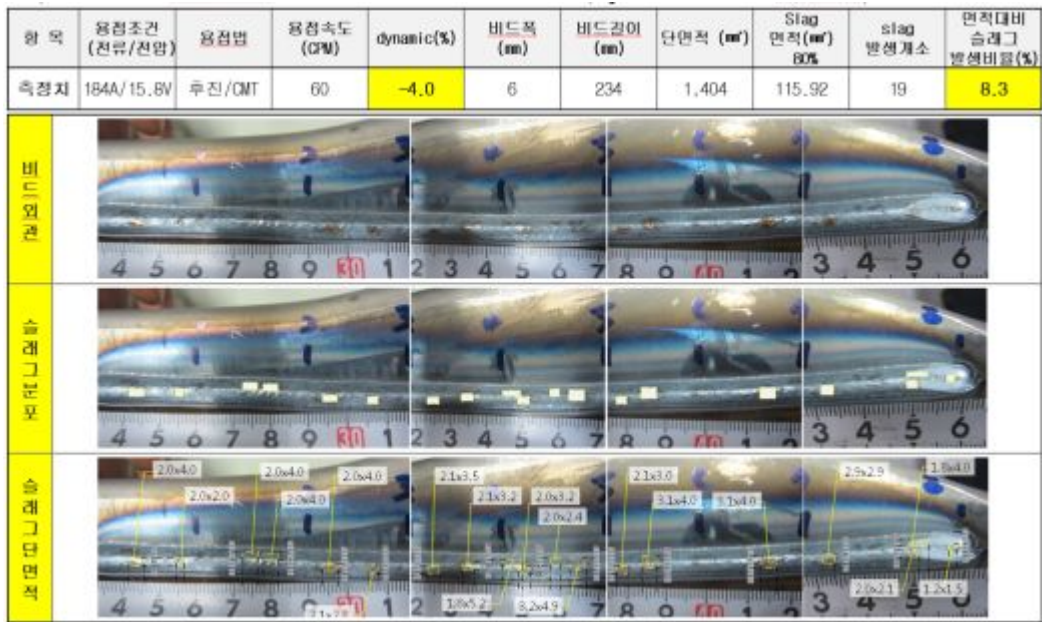 항 목
용접조건
(전류/전압)
용접법
용접속도
(CPM)
dynamic(%)
비드폭
(mm)
비드길이
(mm)
단면적 (㎟)
Slag
면적(㎟)
80%
slag
발생개소
면적대비
슬래그
발생비율(%)
측정치 184A/15.8V 후진/CMT 60 -4.0 6 234 1,404 115.92 19 8.3
비드외관
4 5 6 7 8 9 30 1 2 3 4 5 6 7 8 9 40 1 2 3 4 5 6
슬래그분포
4 5 6 7 8 9 30 1 2 3 4 5 6 7 8 9 40 1 2 3 4 5 6
슬래그단면적
2.0x4.0 2.0x4.0 2.0x4.0 2.1x3.5 2.1x3.0 2.9x2.9 1.8x4.0
2.0x2.0 2.0x4.0 2.1x3.2 2.0x3.2 3.1x4.0 3.1x4.0
2.0x2.4
2.0x2.1 1.2x1.5
1.8x5.2 3.2x4.9
4 5 6 7 8 9 30 1 2 3 4 5 6 7 8 9 40 1 2 3 4 5 6